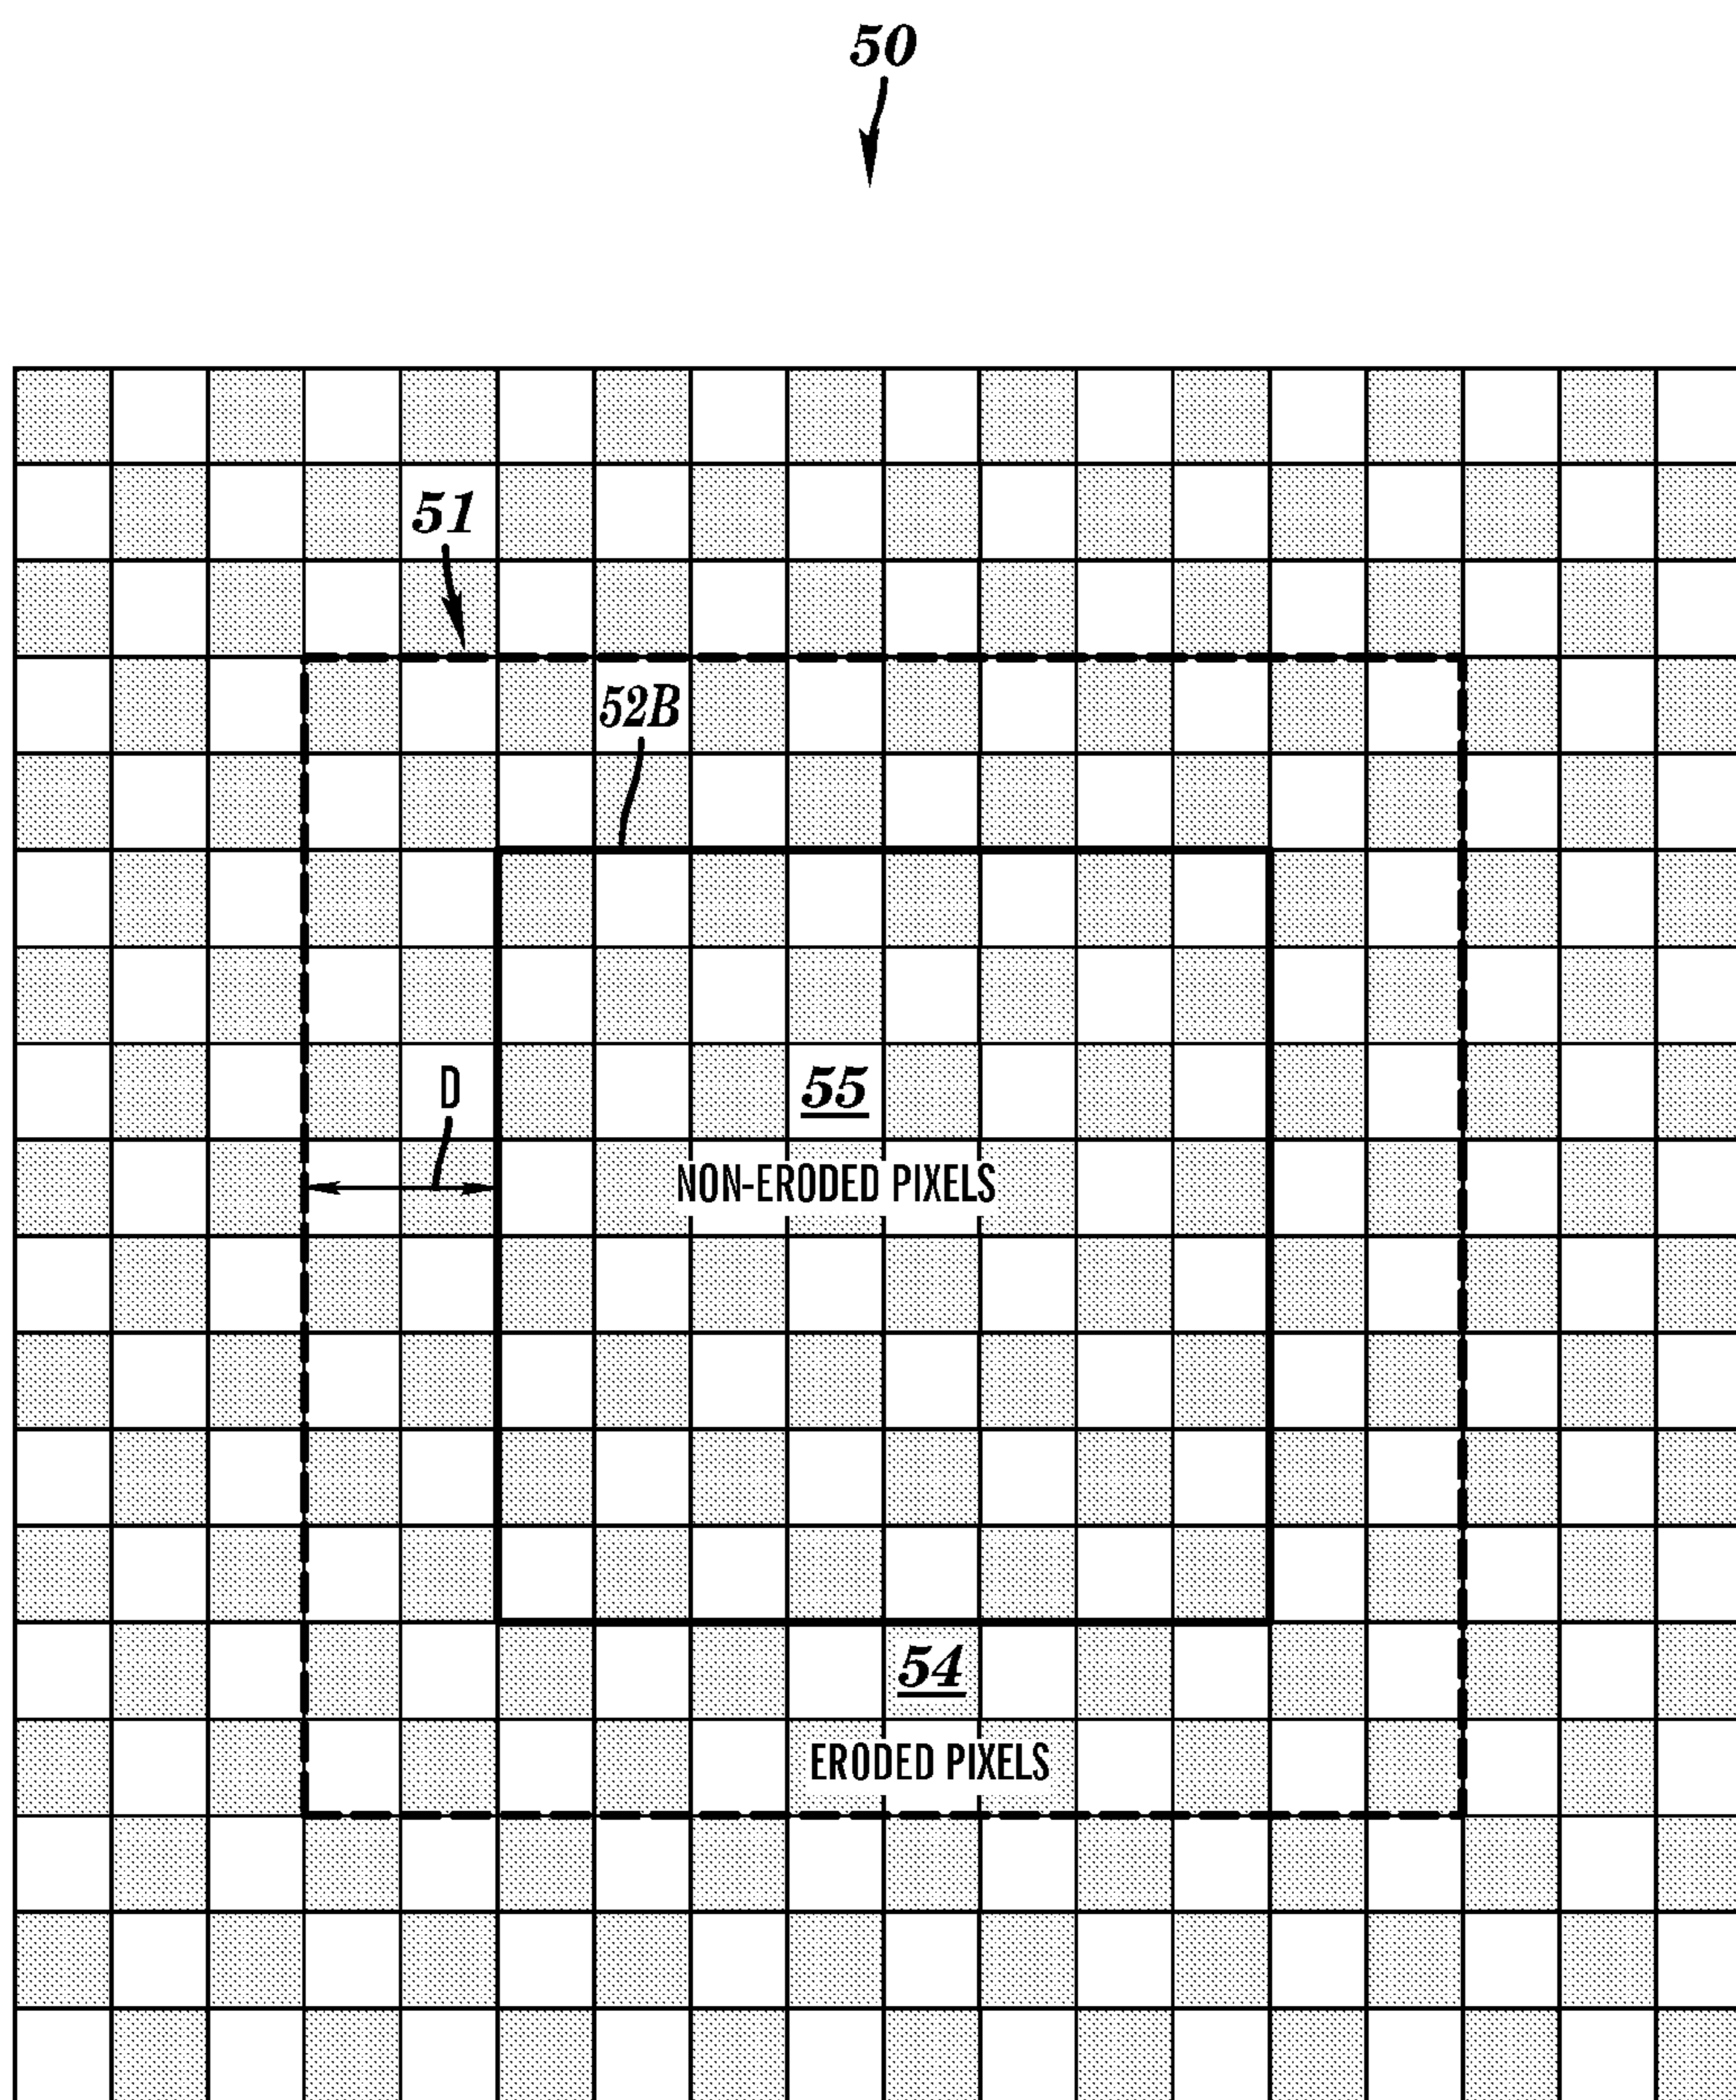 50
51
52B
D
55
NON-ERODED PIXELS
54
ERODED PIXELS